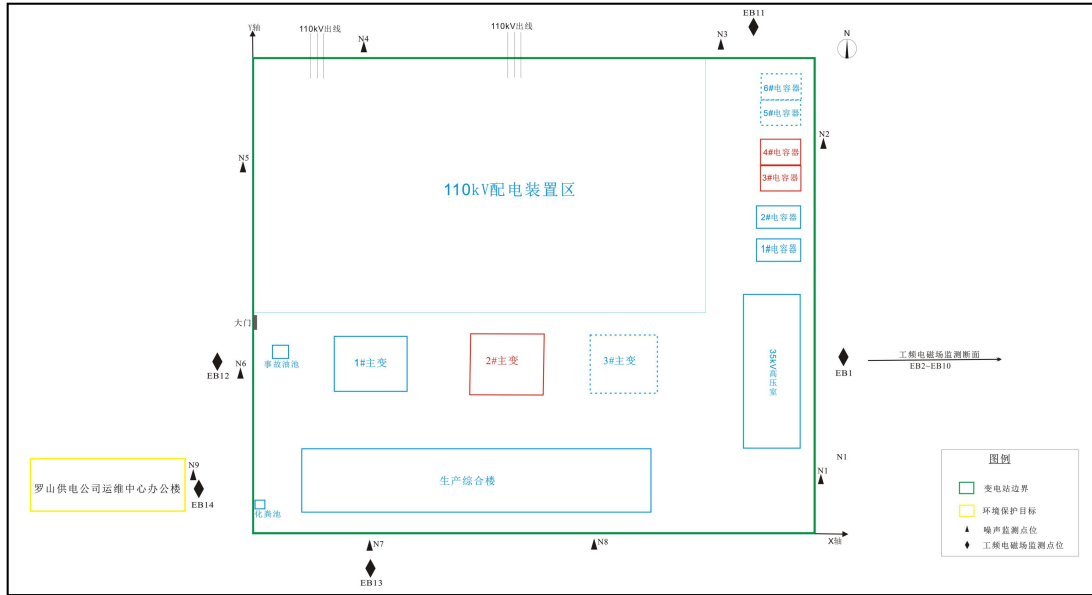 EB11
Y轴
110kV出线
110kV出线
N4
N3
N
6#电容器
5#电容器
N2
4#电容器
3#电容器
N5
110kV配电装置区
2#电容器
1#电容器
大门
事故油池
1#主变
2#主变
3#主变
35kV高压室
EB12
N6
EB1
工频电磁场监测断面
EB2-EB10
N9
罗山供电公司运维中心办公楼
EB14
生产综合楼
N1
N1
化粪池
N7
N8
X轴
EB13
图例
变电站边界
环境保护目标
噪声监测点位
工频电磁场监测点位